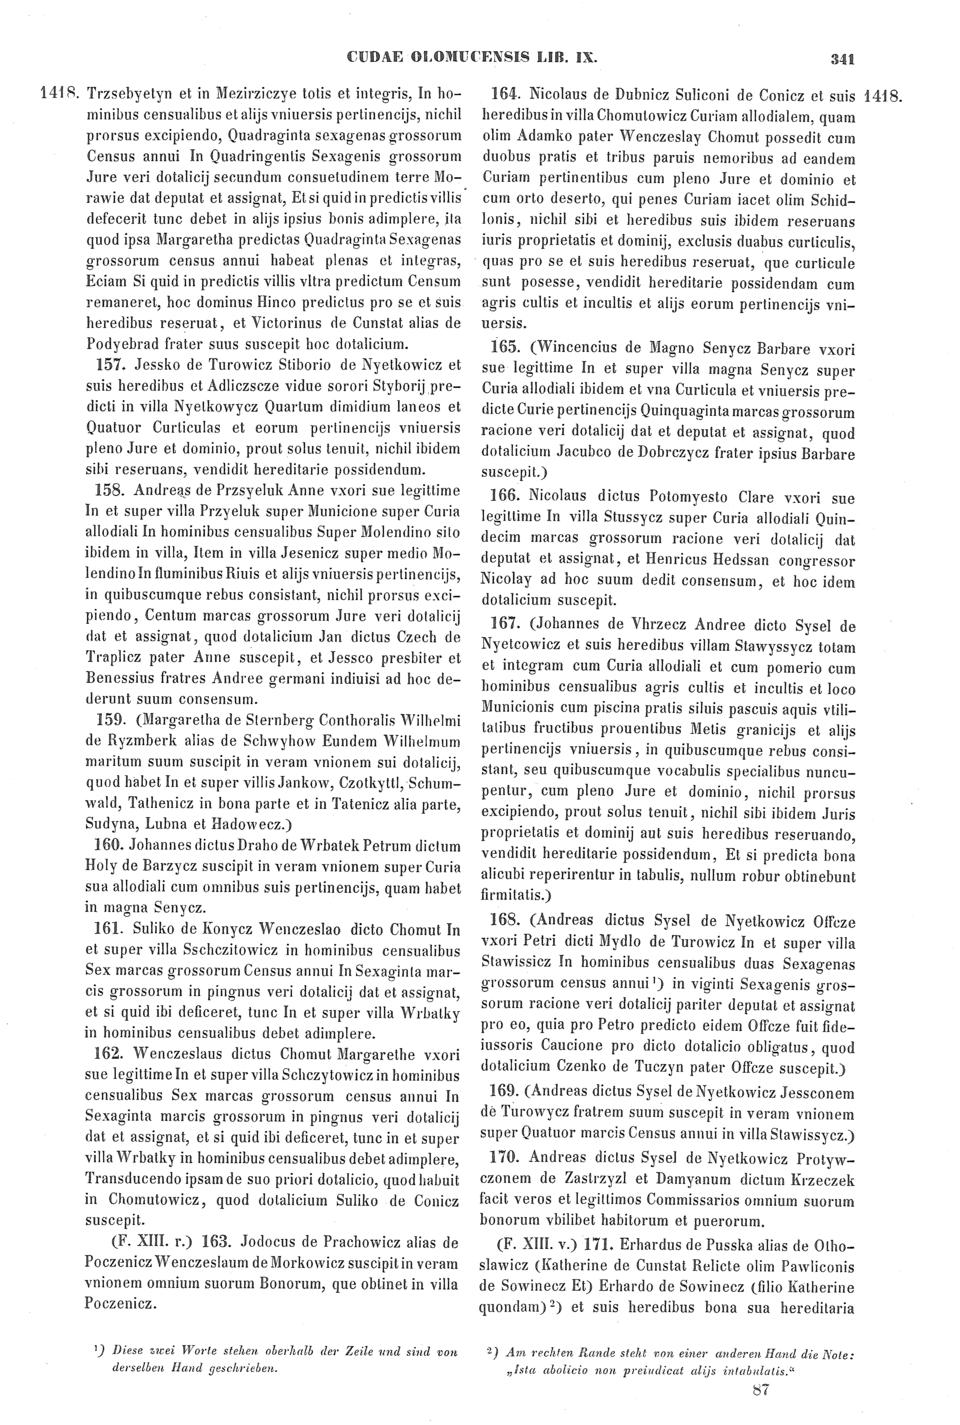 CUDAE OLOMUCENSIS LIB. IX.
341
1418. Trzsebyetyn et in Mezirziczye totis et integris, In ho-
minibus censualibus et alijs vniuersis pertinencijs, nichil
prorsus excipiendo, Quadraginta sexagenas grossorum
Census annui In Quadringentis Sexagenis grossorum
Jure veri dotalicij secundum consuetudinem terre Mo-
rawie dat deputat et assignat, Et si quid in predictis villis
defecerit tunc debet in alijs ipsius bonis adimplere, ita
quod ipsa Margaretha predictas Quadraginta Sexagenas
grossorum census annui habeat plenas et integras,
Eciam Si quid in predictis villis vltra predictum Censum
remaneret, hoc dominus Hinco predictus pro se et suis
heredibus reseruat, et Victorinus de Cunstat alias de
Podyebrad frater suus suscepit hoc dotalicium.
157. Jessko de Turowicz Stiborio de Nyetkowicz et
suis heredibus et Adliczscze vidue sorori Styborij pre-
dicti in villa Nyetkowycz Quartum dimidium laneos et
Quatuor Curticulas et eorum pertinencijs vniuersis
pleno Jure et dominio, prout solus tenuit, nichil ibidem
sibi reseruans, vendidit hereditarie possidendum.
158. Andreas de Przsyeluk Anne vxori sue legittime
In et super villa Przyeluk super Municione super Curia
allodiali In hominibus censualibus Super Molendino sito
ibidem in villa, Item in villa Jesenicz super medio Mo-
lendino In fluminibus Riuis et alijs vniuersis pertinencijs,
in quibuscumque rebus consistant, nichil prorsus exci-
piendo, Centum marcas grossorum Jure veri dotalicij
dat et assignat, quod dotalicium Jan dictus Czech de
Traplicz pater Anne suscepit, et Jessco presbiter et
Benessius fratres Andree germani indiuisi ad hoc de-
derunt suum consensum.
159. (Margaretha de Sternberg Conthoralis Wilhelmi
de Ryzmberk alias de Schwyhow Eundem Wilhelmum
maritum suum suscipit in veram vnionem sui dotalicij,
quod habet In et super villis Jankow, Czotkyttl, Schum-
wald, Tathenicz in bona parte et in Tatenicz alia parte,
Sudyna, Lubna et Hadowecz.)
160. Johannes dictus Draho de Wrbatek Petrum dictum
Holy de Barzycz suscipit in veram vnionem super Curia
sua allodiali cum omnibus suis pertinencijs, quam habet
in magna Senycz.
161. Suliko de Konycz Wenczeslao dicto Chomut In
et super villa Sschczitowicz in hominibus censualibus
Sex marcas grossorum Census annui In Sexaginta mar-
cis grossorum in pingnus veri dotalicij dat et assignat,
et si quid ibi deficeret, tunc In et super villa Wrbatky
in hominibus censualibus debet adimplere.
162. Wenczeslaus dictus Chomut Margarethe vxori
sue legittime In et super villa Schczytowicz in hominibus
censualibus Sex marcas grossorum census annui In
Sexaginta marcis grossorum in pingnus veri dotalicij
dat et assignat, et si quid ibi deficeret, tunc in et super
villa Wrbatky in hominibus censualibus debet adimplere,
Transducendo ipsam de suo priori dotalicio, quod habuit
in Chomutowicz, quod dotalicium Suliko de Conicz
suscepit.
(F. XIII. r.) 163. Jodocus de Prachowicz alias de
Poczenicz Wenczeslaum de Morkowicz suscipit in veram
vnionem omnium suorum Bonorum, que obtinet in villa
Poczenicz.
164. Nicolaus de Dubnicz Suliconi de Conicz et suis 1418.
heredibus in villa Chomutowicz Curiam allodialem, quam
olim Adamko pater Wenczeslay Chomut possedit cum
duobus pratis et tribus paruis nemoribus ad eandem
Curiam pertinentibus cum pleno Jure et dominio et
cum orto deserto, qui penes Curiam iacet olim Schid-
lonis, nichil sibi et heredibus suis ibidem reseruans
iuris proprietatis et dominij, exclusis duabus curticulis,
quas pro se et suis heredibus reseruat, que curticule
sunt posesse, vendidit hereditarie possidendam cum
agris cultis et incultis et alijs eorum pertinencijs vni-
uersis.
165. (Wincencius de Magno Senycz Barbare vxori
sue legittime In et super villa magna Senycz super
Curia allodiali ibidem et vna Curticula et vniuersis pre-
dicte Curie pertinencijs Quinquaginta marcas grossorum
racione veri dotalicij dat et deputat et assignat, quod
dotalicium Jacubco de Dobrczycz frater ipsius Barbare
suscepit.)
166. Nicolaus dictus Potomyesto Clare vxori sue
legittime In villa Stussycz super Curia allodiali Quin-
decim marcas grossorum racione veri dotalicij dat
deputat et assignat, et Henricus Hedssan congressor
Nicolay ad hoc suum dedit consensum, et hoc idem
dotalicium suscepit.
167. (Johannes de Vhrzecz Andree dicto Sysel de
Nyetcowicz et suis heredibus villam Stawyssycz totam
et integram cum Curia allodiali et cum pomerio cum
hominibus censualibus agris cultis et incultis et loco
Municionis cum piscina pratis siluis pascuis aquis vtili-
tatibus fructibus prouentibus Metis granicijs et alijs
pertinencijs vniuersis, in quibuscumque rebus consi-
stant, seu quibuscumque vocabulis specialibus nuncu-
pentur, cum pleno Jure et dominio, nichil prorsus
excipiendo, prout solus tenuit, nichil sibi ibidem Juris
proprietatis et dominij aut suis heredibus reseruando,
vendidit hereditarie possidendum, Et si predicta bona
alicubi reperirentur in tabulis, nullum robur obtinebunt
firmitatis.)
168. (Andreas dictus Sysel de Nyetkowicz Offcze
vxori Petri dicti Mydlo de Turowicz In et super villa
Stawissicz In hominibus censualibus duas Sexagenas
grossorum census annui ¹) in viginti Sexagenis gros-
sorum racione veri dotalicij pariter deputat et assignat
pro eo, quia pro Petro predicto eidem Offcze fuit fide-
iussoris Caucione pro dicto dotalicio obligatus, quod
dotalicium Czenko de Tuczyn pater Offcze suscepit.)
169. (Andreas dictus Sysel de Nyetkowicz Jessconem
de Turowycz fratrem suum suscepit in veram vnionem
super Quatuor marcis Census annui in villa Stawissycz.)
170. Andreas dictus Sysel de Nyetkowicz Protyw-
czonem de Zastrzyzl et Damyanum dictum Krzeczek
facit veros et legittimos Commissarios omnium suorum
bonorum vbilibet habitorum et puerorum.
(F. XIII. v.) 171. Erhardus de Pusska alias de Otho-
slawicz (Katherine de Cunstat Relicte olim Pawliconis
de Sowinecz Et) Erhardo de Sowinecz (filio Katherine
quondam) ²) et suis heredibus bona sua hereditaria
¹) Diese zwei Worte stehen oberhalb der Zeile und sind von
derselben Hand geschrieben.
²) Am rechten Rande steht von einer anderen Hand die Note:
„Ista abolicio non preiudicat alijs intabulatis.“
87